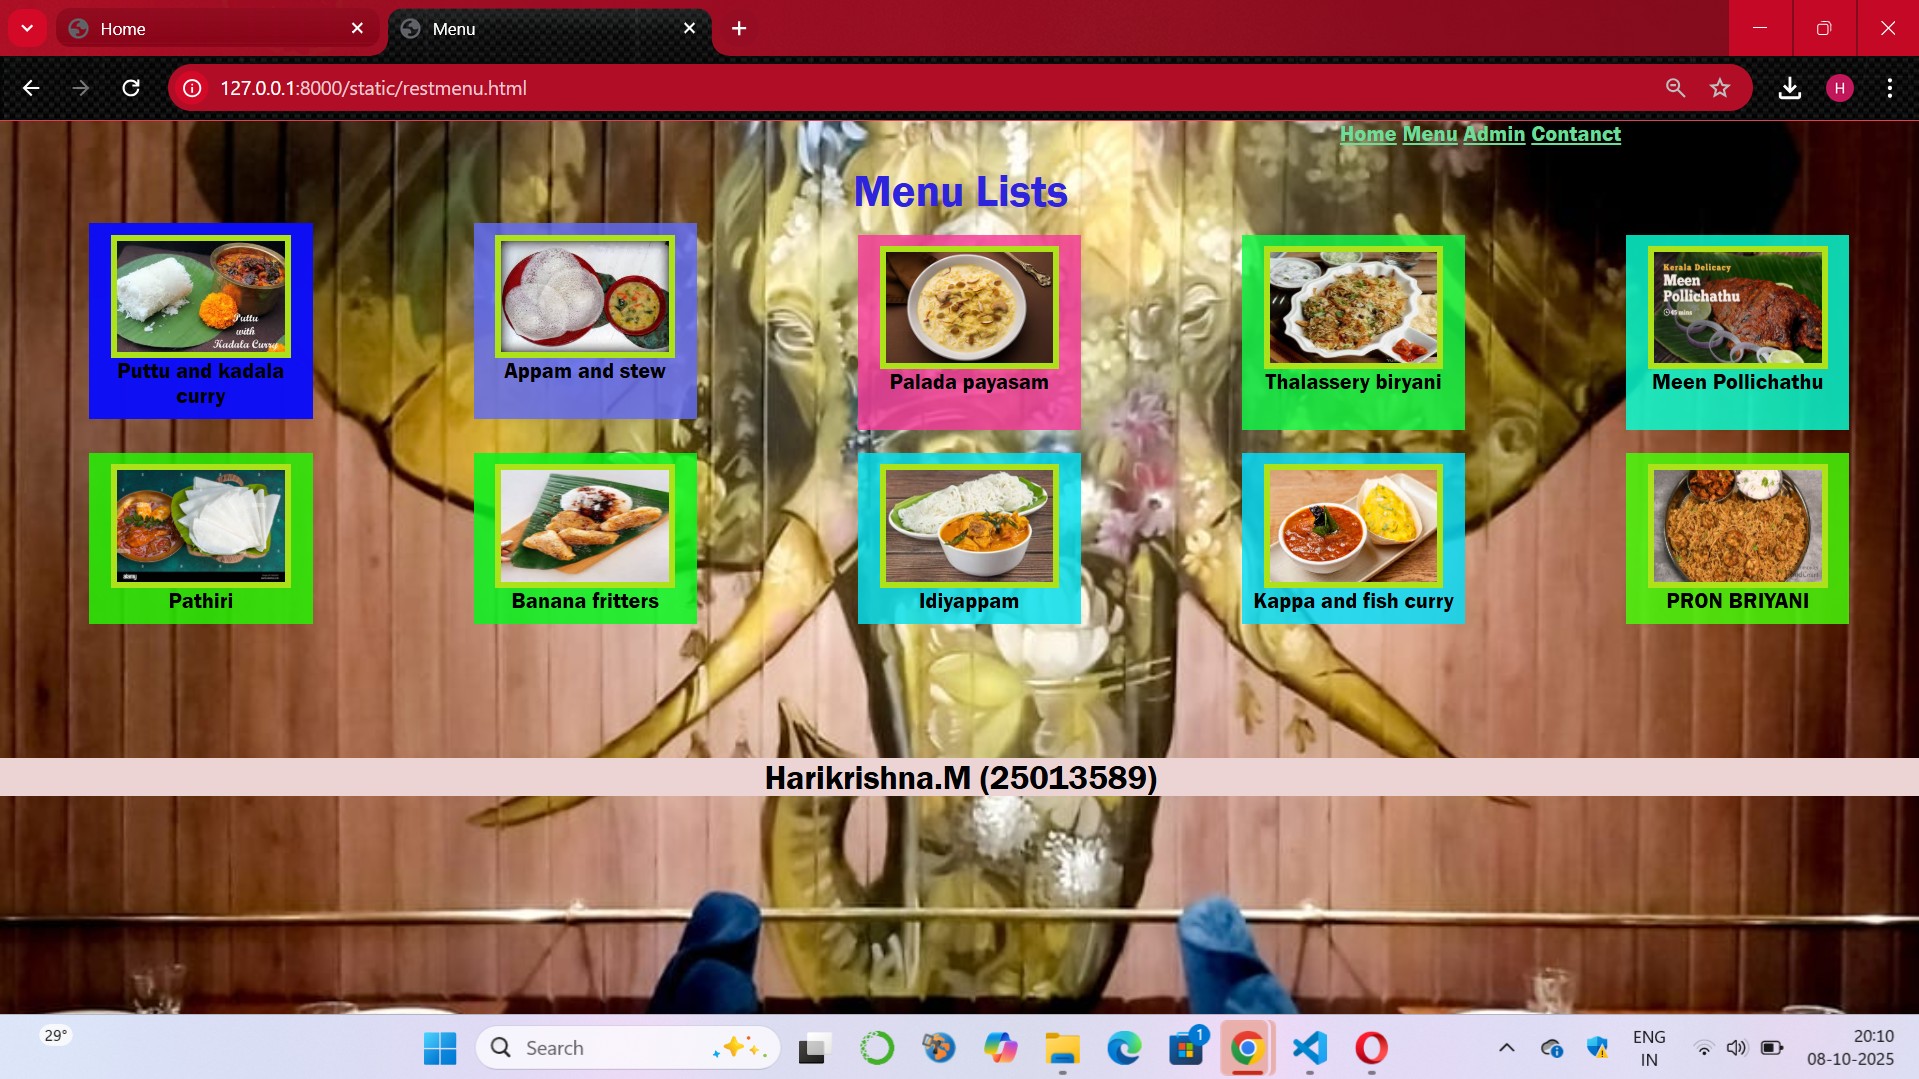 Home
Menu
127.0.0.1:8000/static/restmenu.html
H
Home Menu Admin Contanct
Menu Lists
Puttu
with
Kadala Curry
Puttu and kadala
curry
Appam and stew
Palada payasam
Thalassery biryani
Kerala Delicacy
Meen
Pollichathu
45 mins
Meen Pollichathu
alamy
Pathiri
Banana fritters
Idiyappam
Kappa and fish curry
PRON BRIYANI
Harikrishna.M (25013589)
29°
Search
1
ENG
IN
20:10
08-10-2025